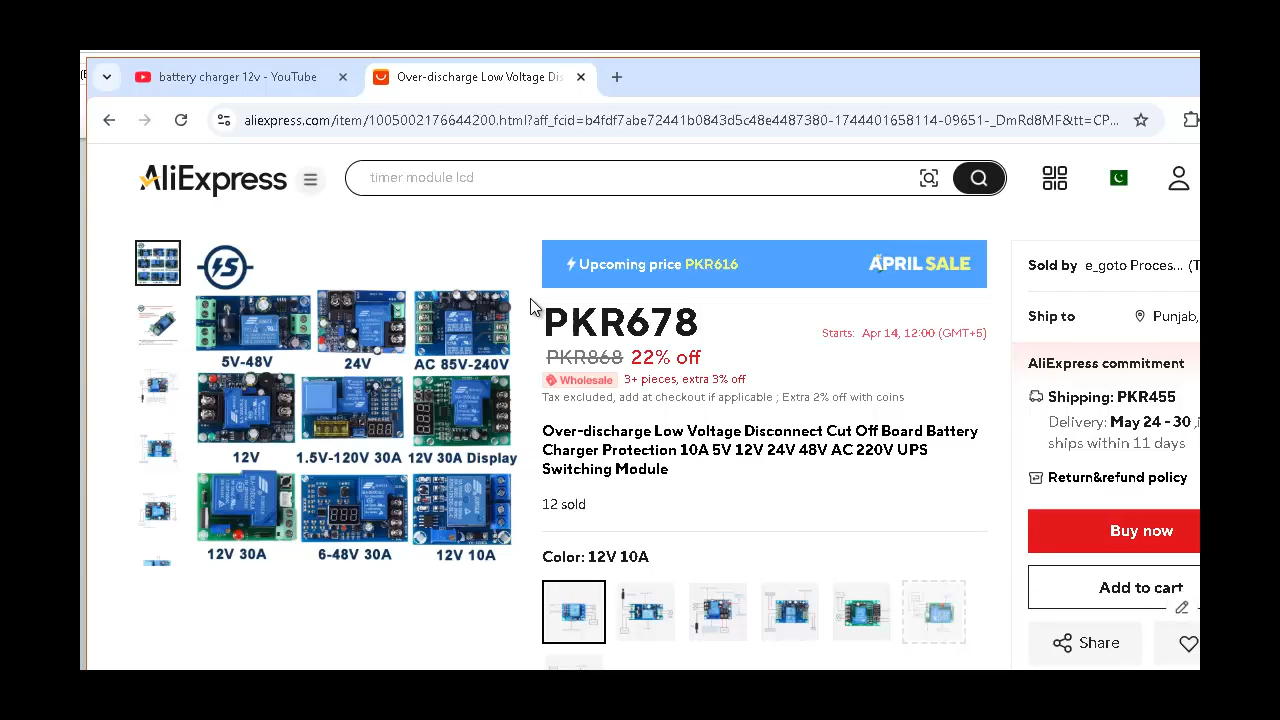 battery charger 12v - YouTube
Over-discharge Low Voltage Dis
aliexpress.com/item/1005002176644200.html?aff_fcid=b4fdf7abe72441b0843d5c48e4487380-1744401658114-09651-_DmRd8MF&tt=CP...
AliExpress
timer module lcd
Upcoming price PKR616
APRIL SALE
PKR678
Starts: Apr 14, 12:00 (GMT+5)
PKR868 22% off
Wholesale 3+ pieces, extra 3% off
Tax excluded, add at checkout if applicable ; Extra 2% off with coins
Over-discharge Low Voltage Disconnect Cut Off Board Battery
Charger Protection 10A 5V 12V 24V 48V AC 220V UPS
Switching Module
12 sold
Color: 12V 10A
5V-48V
24V
AC 85V-240V
12V
1.5V-120V 30A
12V 30A Display
12V 30A
6-48V 30A
12V 10A
Sold by e_goto Proces... (T
Ship to Punjab,
AliExpress commitment
Shipping: PKR455
Delivery: May 24 - 30 ,
ships within 11 days
Return&refund policy
Buy now
Add to cart
Share